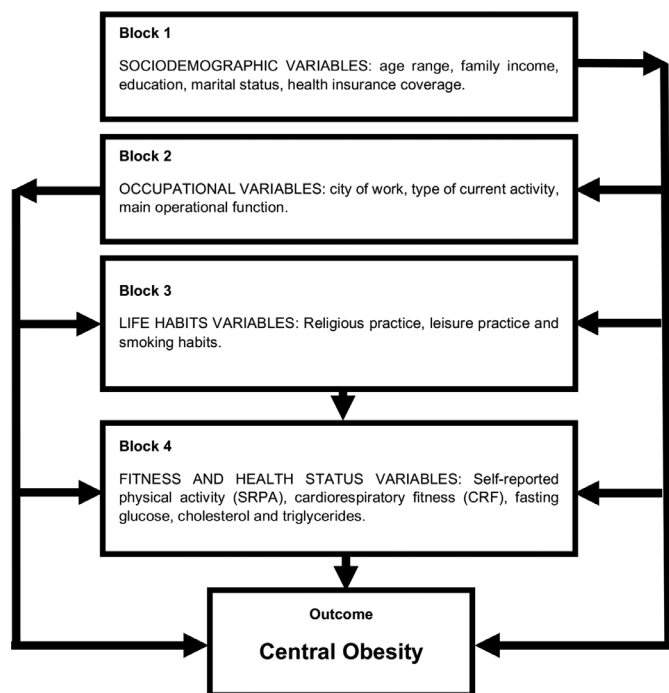 Block 1
SOCIODEMOGRAPHIC VARIABLES: age range, family income,
education, marital status, health insurance coverage.
Block 2
OCCUPATIONAL VARIABLES: city of work, type of current activity,
main operational function.
Block 3
LIFE HABITS VARIABLES: Religious practice, leisure practice and
smoking habits.
Block 4
FITNESS AND HEALTH STATUS VARIABLES: Self-reported
physical activity (SRPA), cardiorespiratory fitness (CRF), fasting
glucose, cholesterol and triglycerides.
Outcome
Central Obesity